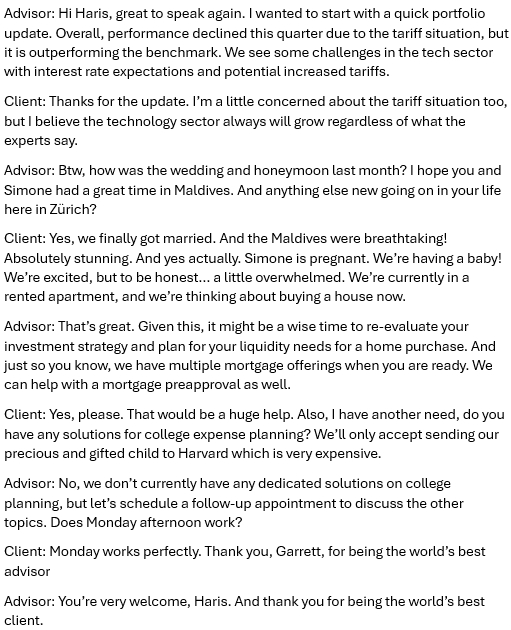 Advisor: Hi Haris, great to speak again. I wanted to start with a quick portfolio
update. Overall, performance declined this quarter due to the tariff situation, but
it is outperforming the benchmark. We see some challenges in the tech sector
with interest rate expectations and potential increased tariffs.
Client: Thanks for the update. I’m a little concerned about the tariff situation too,
but I believe the technology sector always will grow regardless of what the
experts say.
Advisor: Btw, how was the wedding and honeymoon last month? I hope you and
Simone had a great time in Maldives. And anything else new going on in your life
here in Zürich?
Client: Yes, we finally got married. And the Maldives were breathtaking!
Absolutely stunning. And yes actually. Simone is pregnant. We’re having a baby!
We’re excited, but to be honest… a little overwhelmed. We’re currently in a
rented apartment, and we’re thinking about buying a house now.
Advisor: That’s great. Given this, it might be a wise time to re-evaluate your
investment strategy and plan for your liquidity needs for a home purchase. And
just so you know, we have multiple mortgage offerings when you are ready. We
can help with a mortgage preapproval as well.
Client: Yes, please. That would be a huge help. Also, I have another need, do you
have any solutions for college expense planning? We’ll only accept sending our
precious and gifted child to Harvard which is very expensive.
Advisor: No, we don’t currently have any dedicated solutions on college
planning, but let’s schedule a follow-up appointment to discuss the other
topics. Does Monday afternoon work?
Client: Monday works perfectly. Thank you, Garrett, for being the world’s best
advisor
Advisor: You’re very welcome, Haris. And thank you for being the world’s best
client.